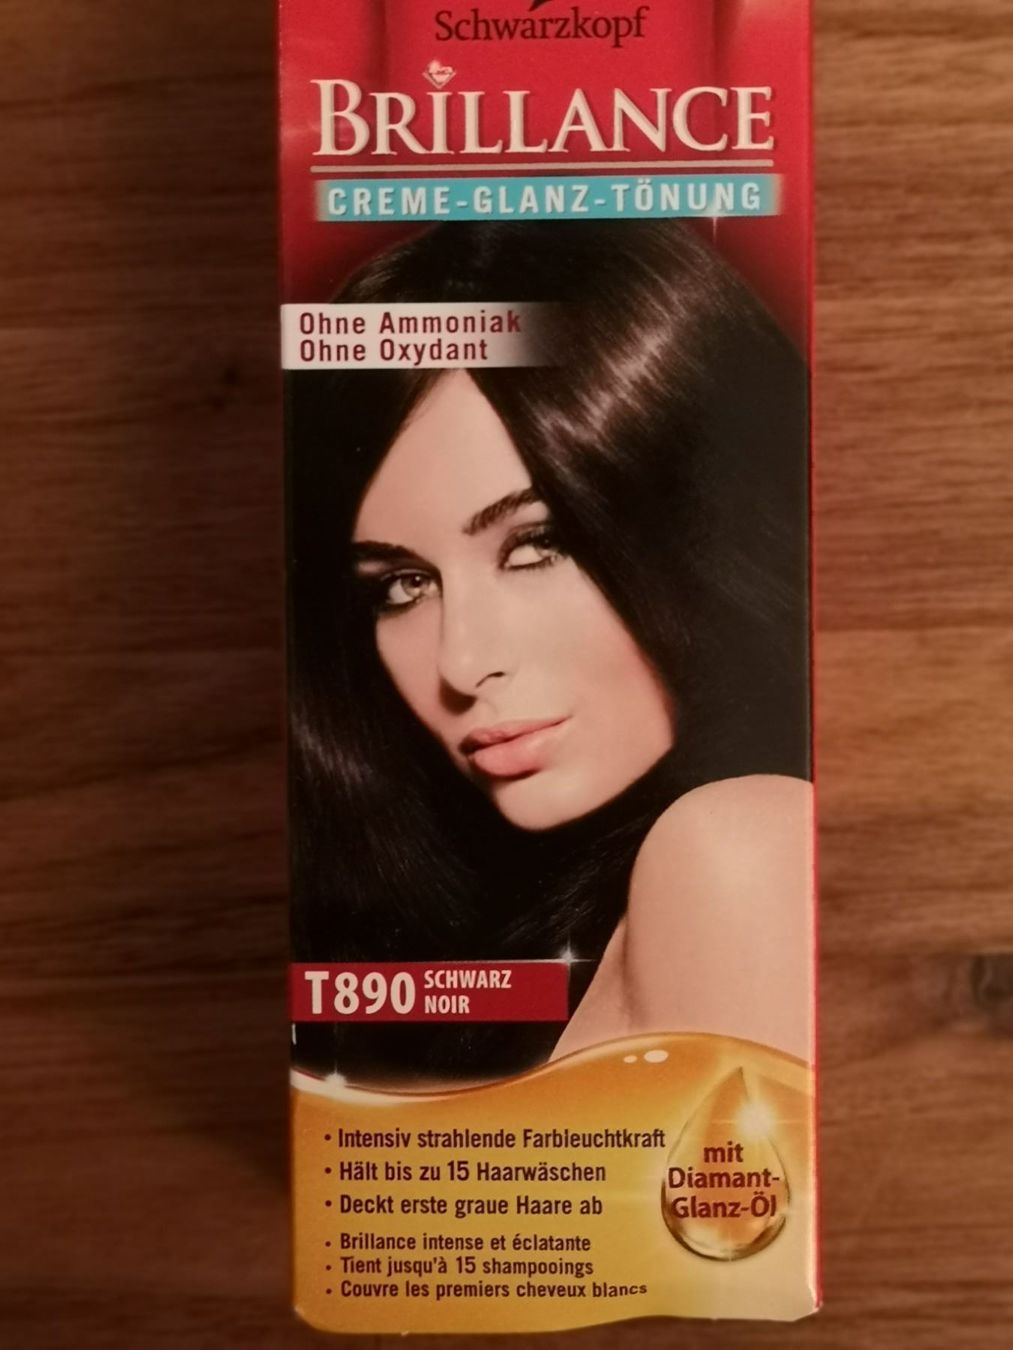 Schwarzkopf
BRILLANCE
CREME-GLANZ-TÖNUNG
Ohne Ammoniak
Ohne Oxydant
T890 SCHWARZ
NOIR
• Intensiv strahlende Farbleuchtkraft
• Hält bis zu 15 Haarwäschen
• Deckt erste graue Haare ab
mit
Diamant-
Glanz-Öl
• Brillance intense et éclatante
• Tient jusqu'à 15 shampooings
• Couvre les premiers cheveux blancs